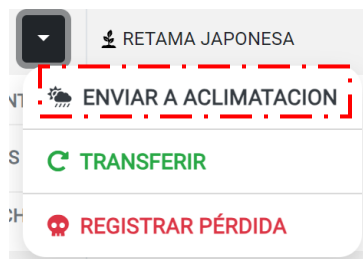 RETAMA JAPONESA
ENVIAR A ACLIMATACION
TRANSFERIR
REGISTRAR PÉRDIDA